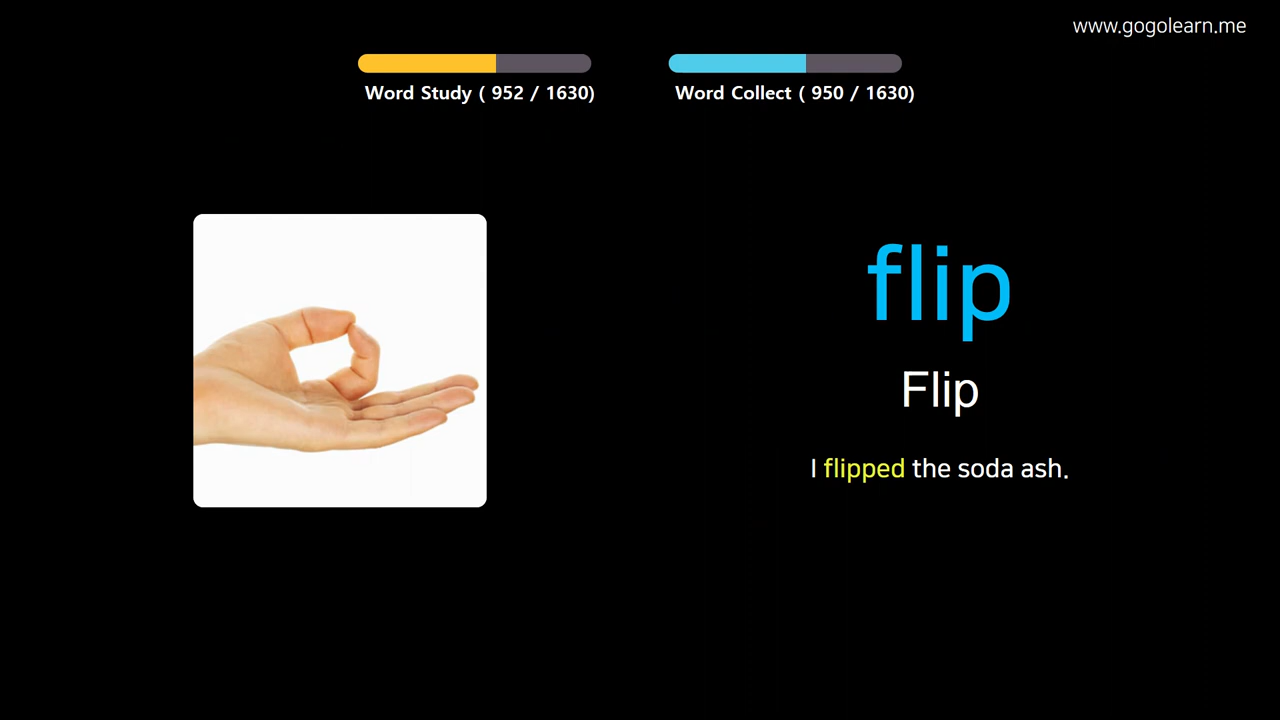 www.gogolearn.me
Word Study ( 952 / 1630)
Word Collect ( 950 / 1630)
flip
Flip
I flipped the soda ash.